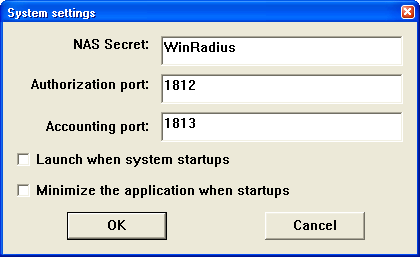 System settings
NAS Secret: WinRadius
Authorization port: 1812
Accounting port: 1813
Launch when system startups
Minimize the application when startups
OK Cancel